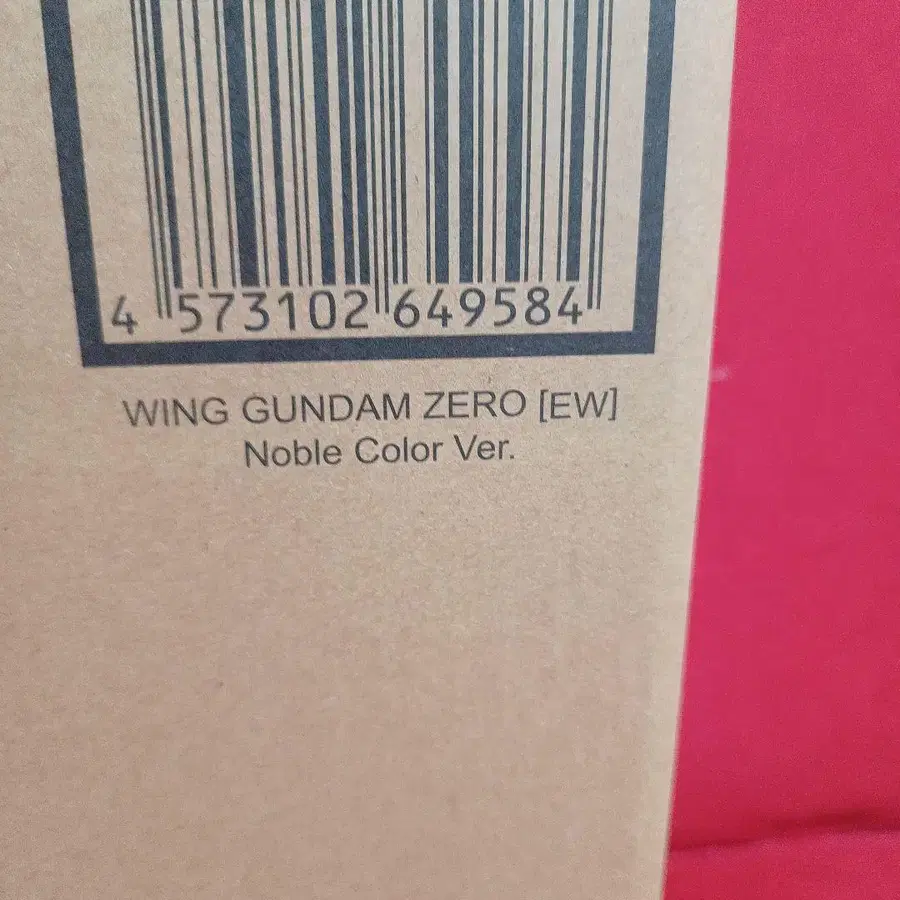 4 573102 649584
WING GUNDAM ZERO [EW]
Noble Color Ver.